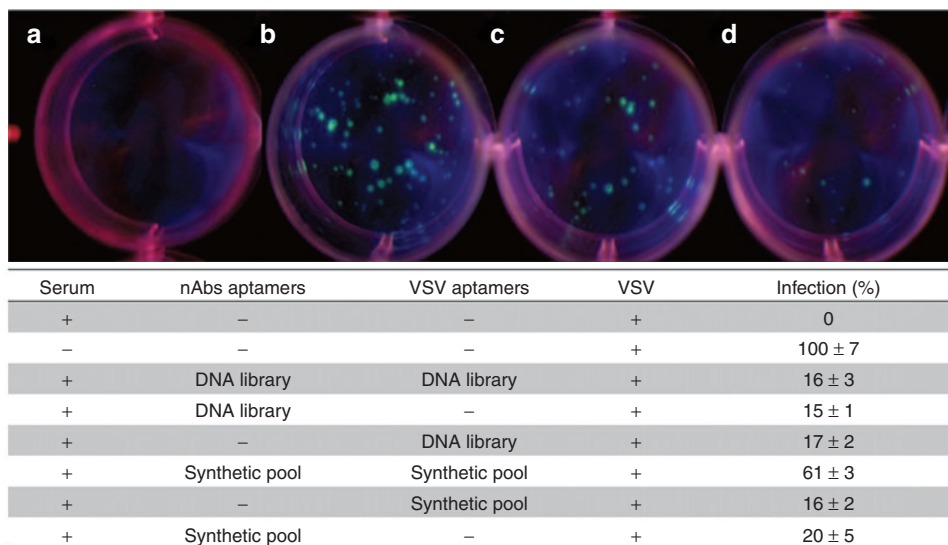 a b c d
Serum nAbs aptamers VSV aptamers VSV Infection (%)
+ – – + 0
– – – + 100 ± 7
+ DNA library DNA library + 16 ± 3
+ DNA library – + 15 ± 1
+ – DNA library + 17 ± 2
+ Synthetic pool Synthetic pool + 61 ± 3
+ – Synthetic pool + 16 ± 2
+ Synthetic pool – + 20 ± 5